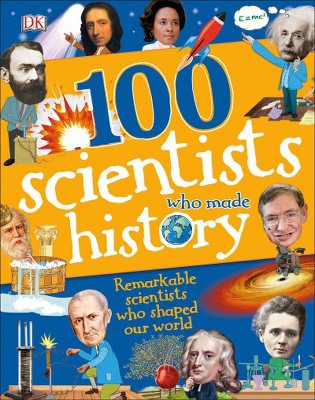 DK
E=mc²
100
scientists
who made
history
Remarkable
scientists
who shaped
our world